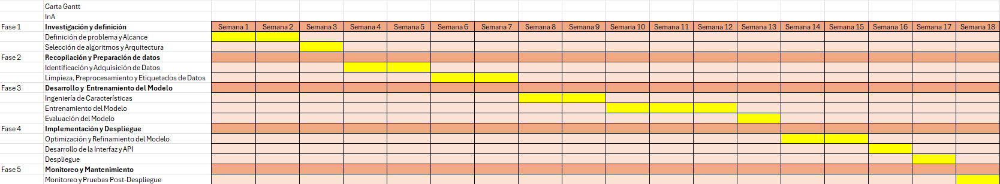 Carta Gantt
InA
Fase 1 Investigación y definición Semana 1 Semana 2 Semana 3 Semana 4 Semana 5 Semana 6 Semana 7 Semana 8 Semana 9 Semana 10 Semana 11 Semana 12 Semana 13 Semana 14 Semana 15 Semana 16 Semana 17 Semana 18
Definición de problema y Alcance
Selección de algoritmos y Arquitectura
Fase 2 Recopilación y Preparación de datos
Identificación y Adquisición de Datos
Limpieza, Preprocesamiento y Etiquetados de Datos
Fase 3 Desarrollo y Entrenamiento del Modelo
Ingeniería de Características
Entrenamiento del Modelo
Evaluación del Modelo
Fase 4 Implementación y Despliegue
Optimización y Refinamiento del Modelo
Desarrollo de la Interfaz y API
Despliegue
Fase 5 Monitoreo y Mantenimiento
Monitoreo y Pruebas Post-Despliegue